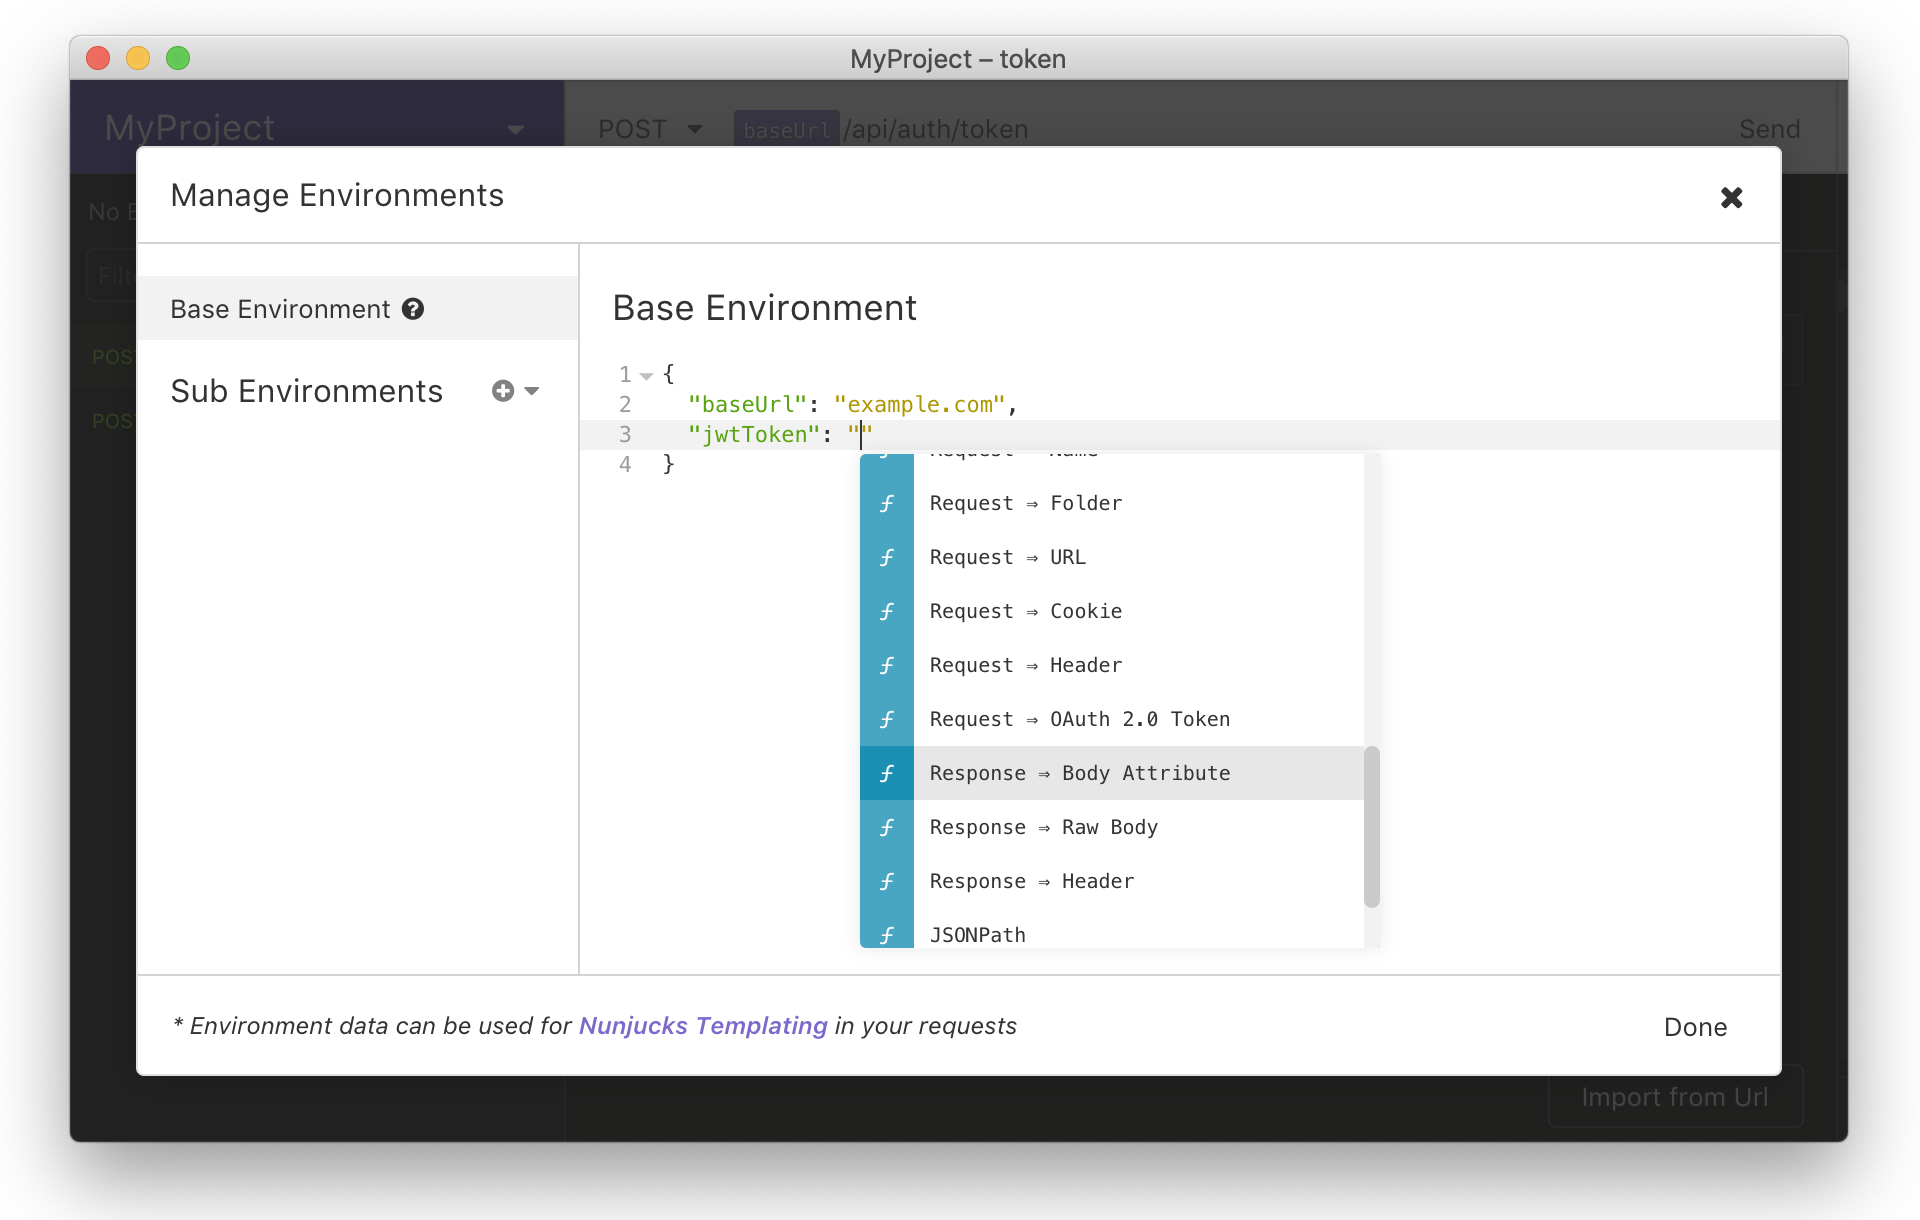 MyProject – token
MyProject
POST
baseUrl/api/auth/token
Send
Manage Environments
No E
Filt
POS
POS
Base Environment
Sub Environments
Base Environment
1 {
2 "baseUrl": "example.com",
3 "jwtToken": ""
4 }
Request ⇒ Name
ƒ Request ⇒ Folder
ƒ Request ⇒ URL
ƒ Request ⇒ Cookie
ƒ Request ⇒ Header
ƒ Request ⇒ OAuth 2.0 Token
ƒ Response ⇒ Body Attribute
ƒ Response ⇒ Raw Body
ƒ Response ⇒ Header
ƒ JSONPath
* Environment data can be used for Nunjucks Templating in your requests
Done
Import from Url